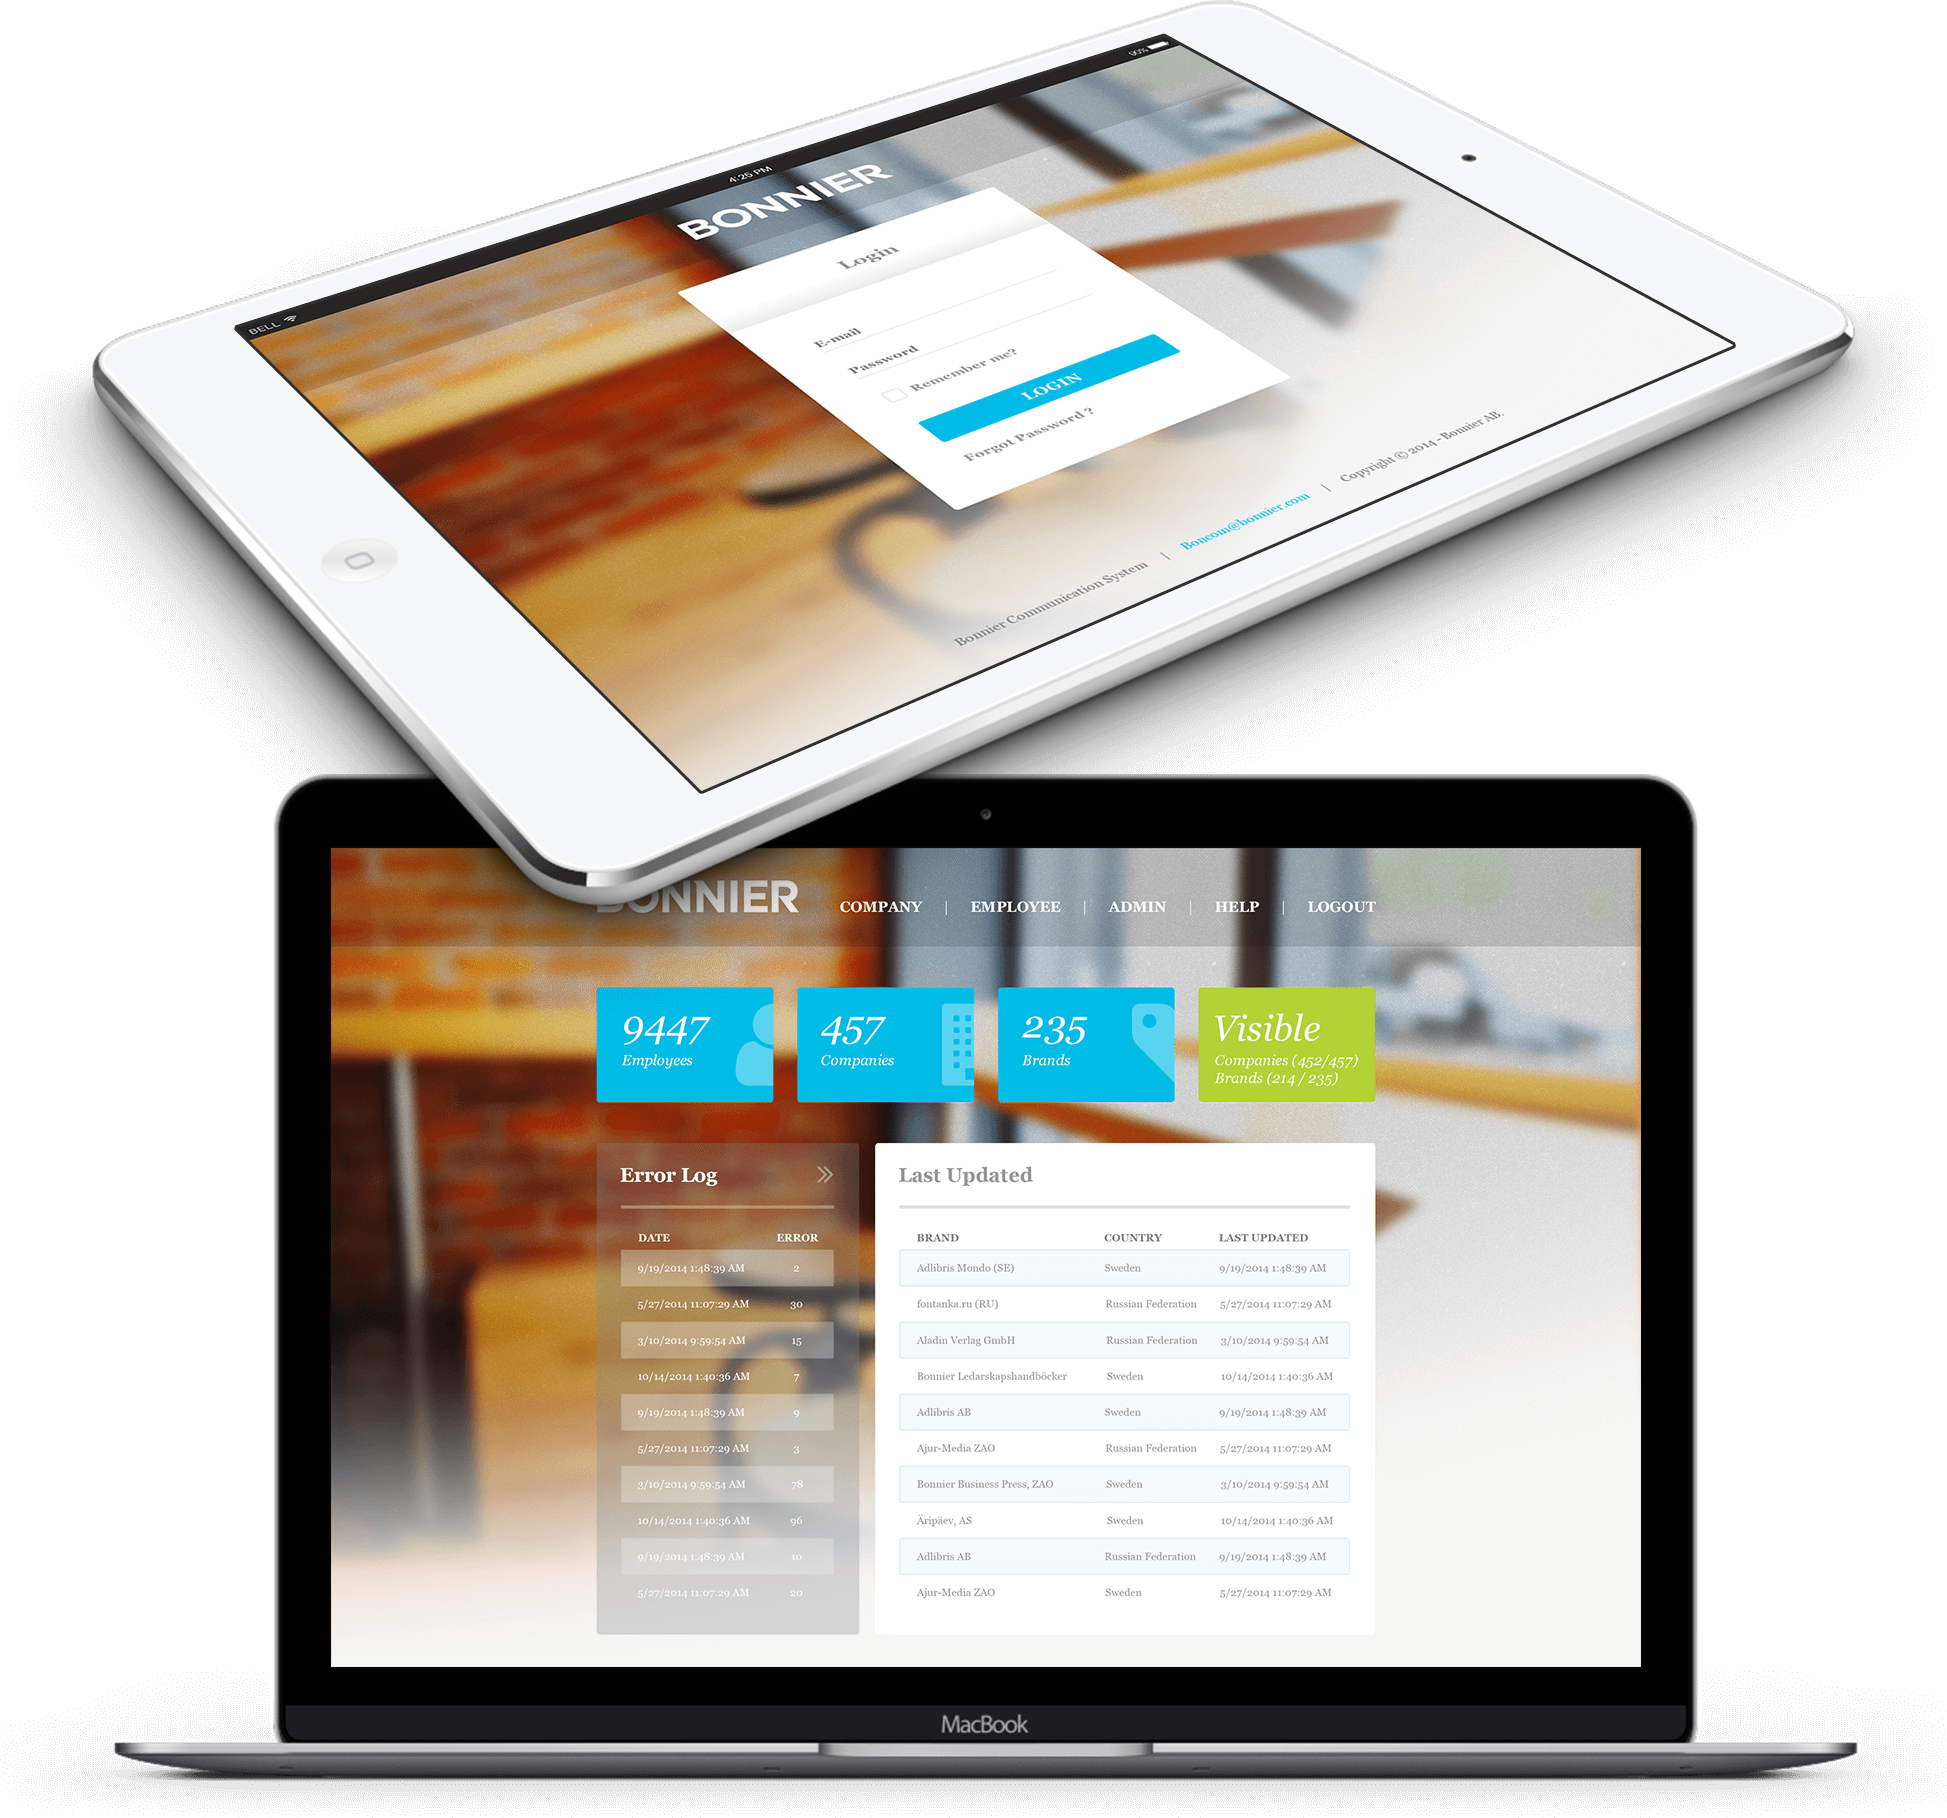 BELL
4:25 PM
90%
BONNIER
Login
E-mail
Password
Remember me?
LOGIN
Forgot Password ?
Bonnier Communication System | Boncom@bonnier.com | Copyright © 2014 - Bonnier AB.
BONNIER
COMPANY | EMPLOYEE | ADMIN | HELP | LOGOUT
9447
Employees
457
Companies
235
Brands
Visible
Companies (452/457)
Brands (214 / 235)
Error Log
DATE ERROR
9/19/2014 1:48:39 AM 2
5/27/2014 11:07:29 AM 30
3/10/2014 9:59:54 AM 15
10/14/2014 1:40:36 AM 7
9/19/2014 1:48:39 AM 9
5/27/2014 11:07:29 AM 3
3/10/2014 9:59:54 AM 78
10/14/2014 1:40:36 AM 96
9/19/2014 1:48:39 AM 10
5/27/2014 11:07:29 AM 20
Last Updated
BRAND COUNTRY LAST UPDATED
Adlibris Mondo (SE) Sweden 9/19/2014 1:48:39 AM
fontanka.ru (RU) Russian Federation 5/27/2014 11:07:29 AM
Aladin Verlag GmbH Russian Federation 3/10/2014 9:59:54 AM
Bonnier Ledarskapshandböcker Sweden 10/14/2014 1:40:36 AM
Adlibris AB Sweden 9/19/2014 1:48:39 AM
Ajur-Media ZAO Russian Federation 5/27/2014 11:07:29 AM
Bonnier Business Press, ZAO Sweden 3/10/2014 9:59:54 AM
Äripäev, AS Sweden 10/14/2014 1:40:36 AM
Adlibris AB Russian Federation 9/19/2014 1:48:39 AM
Ajur-Media ZAO Sweden 5/27/2014 11:07:29 AM
MacBook